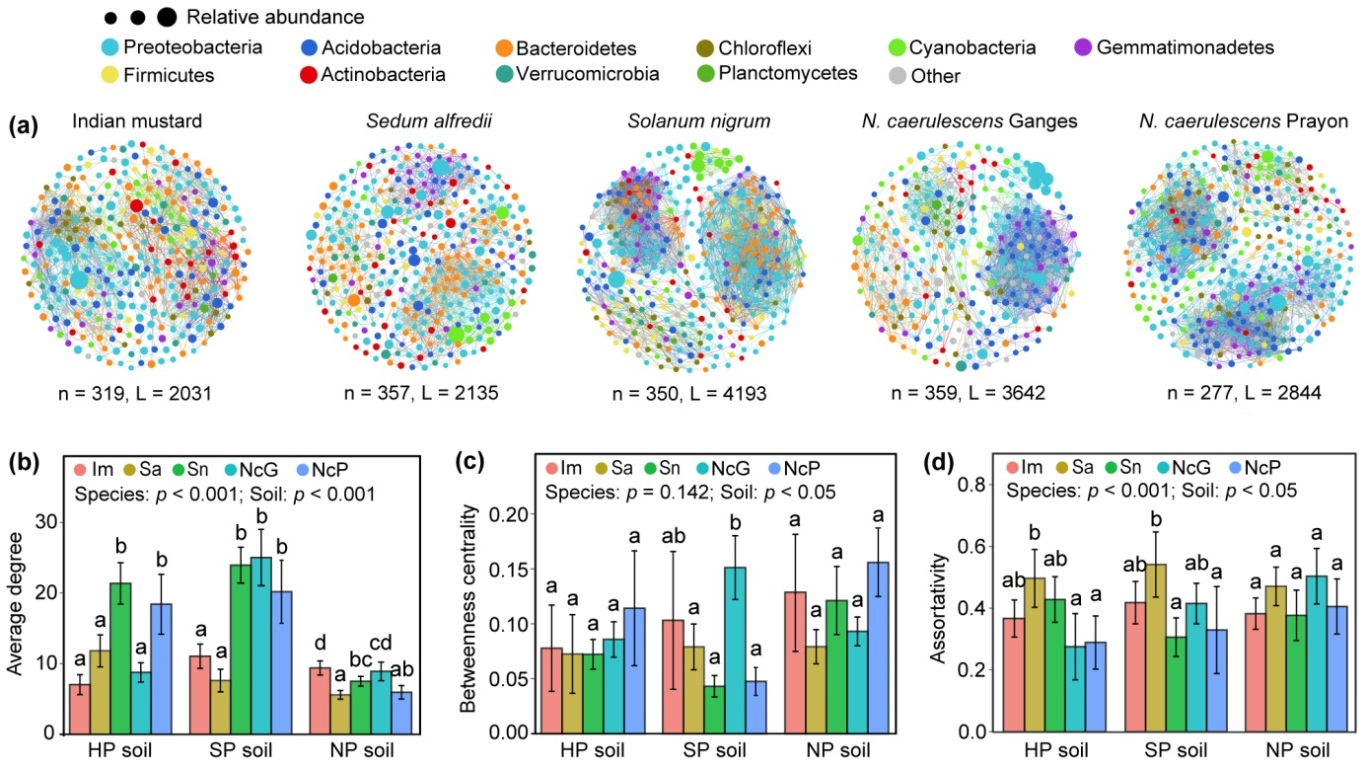 Relative abundance
Preoteobacteria Acidobacteria Bacteroidetes Chloroflexi Cyanobacteria Gemmatimonadetes
Firmicutes Actinobacteria Verrucomicrobia Planctomycetes Other
(a) Indian mustard Sedum alfredii Solanum nigrum N. caerulescens Ganges N. caerulescens Prayon
n = 319, L = 2031 n = 357, L = 2135 n = 350, L = 4193 n = 359, L = 3642 n = 277, L = 2844
(b)
Im Sa Sn NcG NcP
Species: p < 0.001; Soil: p < 0.001
Average degree
30
20
10
0
a a b a b
a a b b b
d a bc cd ab
HP soil SP soil NP soil
(c)
Im Sa Sn NcG NcP
Species: p = 0.142; Soil: p < 0.05
Betweenness centrality
0.20
0.15
0.10
0.05
0.00
a a a a a
ab a a b a
a a a a a
HP soil SP soil NP soil
(d)
Im Sa Sn NcG NcP
Species: p < 0.001; Soil: p < 0.05
Assortativity
0.8
0.6
0.4
0.2
0.0
ab b ab a a
ab b a ab a
a a a a a
HP soil SP soil NP soil